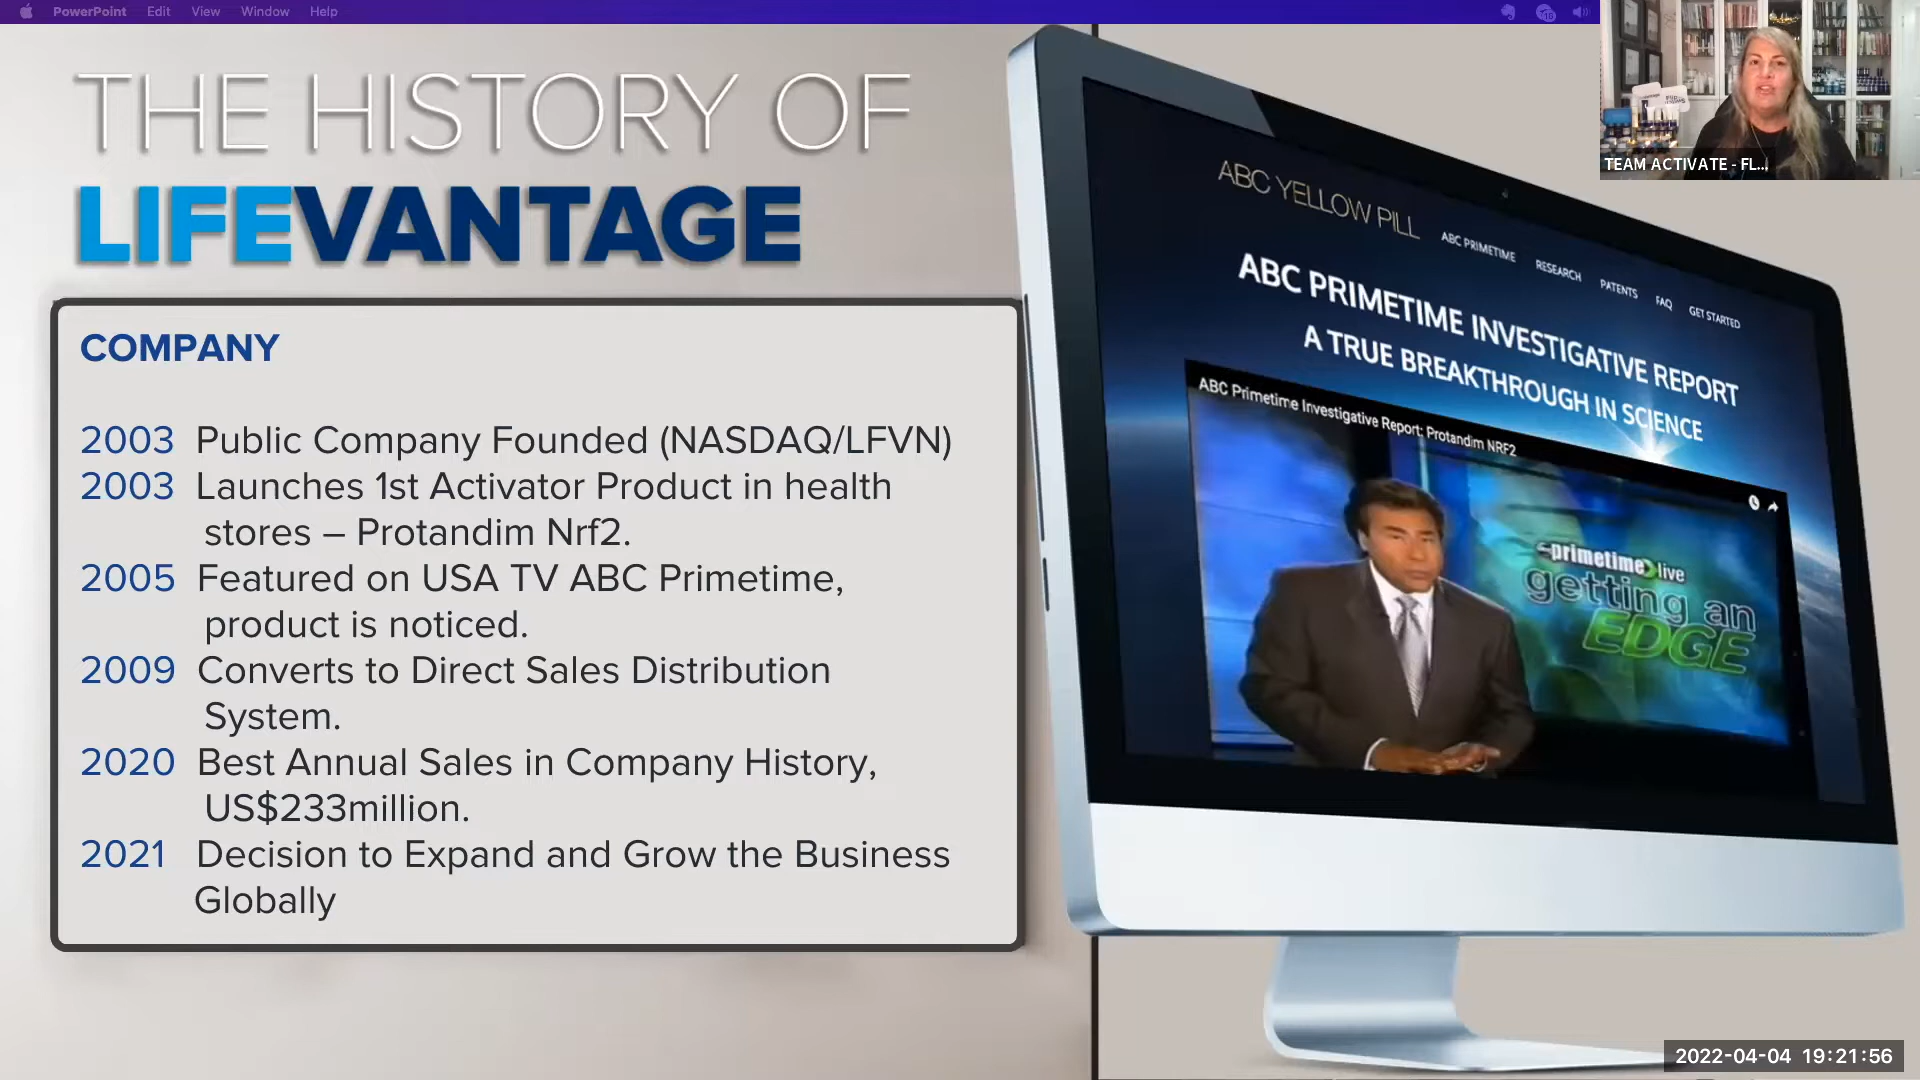 PowerPoint Edit View Window Help
THE HISTORY OF
LIFEVANTAGE
COMPANY
2003 Public Company Founded (NASDAQ/LFVN)
2003 Launches 1st Activator Product in health
stores – Protandim Nrf2.
2005 Featured on USA TV ABC Primetime,
product is noticed.
2009 Converts to Direct Sales Distribution
System.
2020 Best Annual Sales in Company History,
US$233million.
2021 Decision to Expand and Grow the Business
Globally
ABC YELLOW PILL
ABC PRIMETIME RESEARCH PATENTS FAQ GET STARTED
ABC PRIMETIME INVESTIGATIVE REPORT
A TRUE BREAKTHROUGH IN SCIENCE
ABC Primetime Investigative Report: Protandim NRF2
primetime live
getting an
EDGE
TEAM ACTIVATE - FL...
2022-04-04 19:21:56